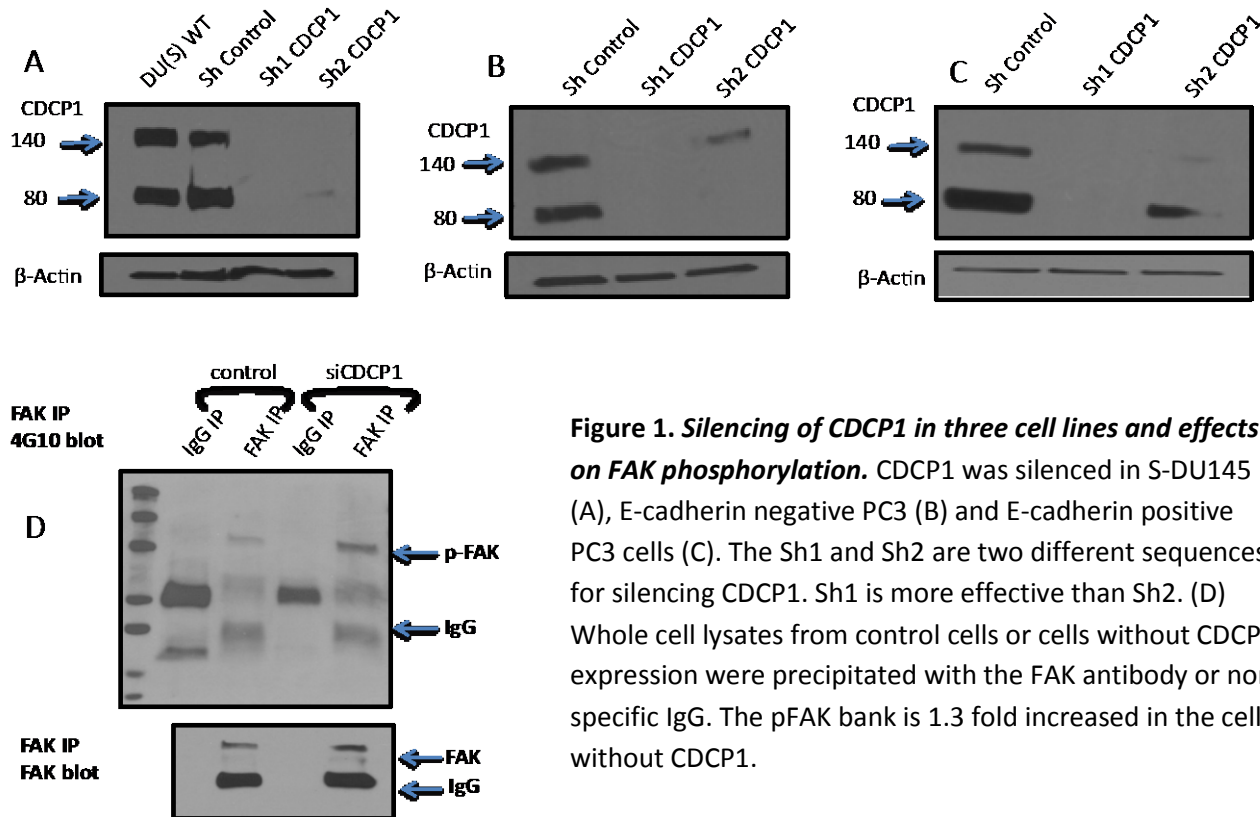 A
DU(S) WT
Sh Control
Sh1 CDCP1
Sh2 CDCP1
CDCP1
140
80
β-Actin
B
Sh Control
Sh1 CDCP1
Sh2 CDCP1
CDCP1
140
80
β-Actin
C
Sh Control
Sh1 CDCP1
Sh2 CDCP1
CDCP1
140
80
β-Actin
control
siCDCP1
FAK IP
4G10 blot
IgG IP
FAK IP
IgG IP
FAK IP
D
p-FAK
IgG
FAK IP
FAK blot
FAK
IgG
Figure 1. Silencing of CDCP1 in three cell lines and effects
on FAK phosphorylation. CDCP1 was silenced in S-DU145
(A), E-cadherin negative PC3 (B) and E-cadherin positive
PC3 cells (C). The Sh1 and Sh2 are two different sequences
for silencing CDCP1. Sh1 is more effective than Sh2. (D)
Whole cell lysates from control cells or cells without CDCP
expression were precipitated with the FAK antibody or
specific IgG. The pFAK bank is 1.3 fold increased in the
without CDCP1.